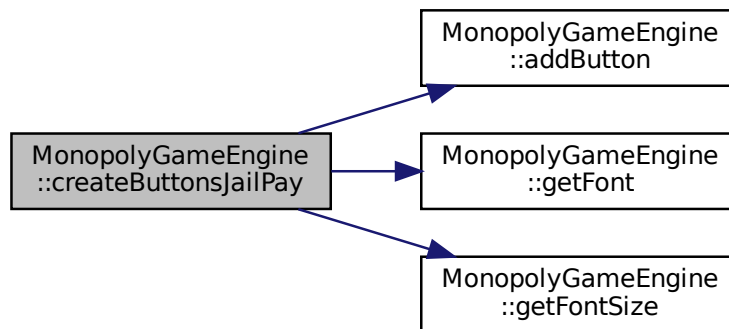 MonopolyGameEngine
::addButton
MonopolyGameEngine
::createButtonsJailPay
MonopolyGameEngine
::getFont
MonopolyGameEngine
::getFontSize